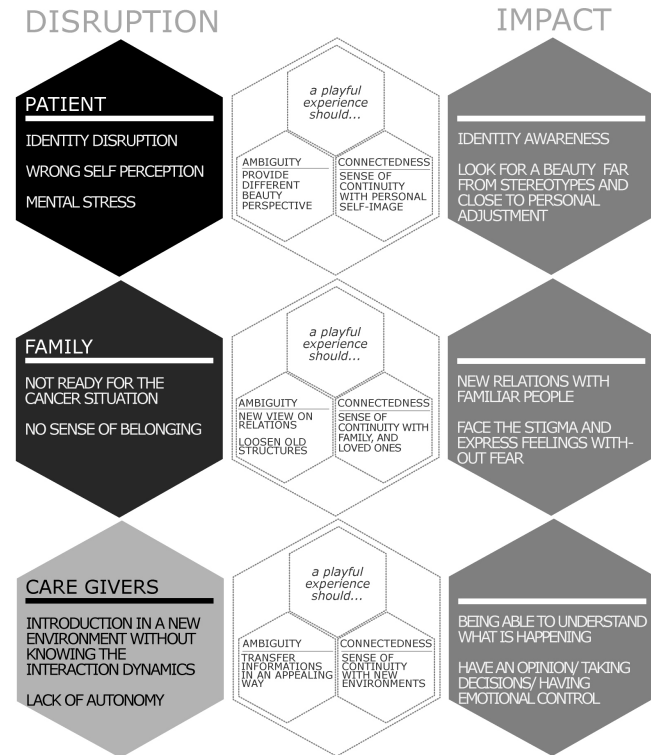 DISRUPTION
IMPACT
PATIENT
IDENTITY DISRUPTION
WRONG SELF PERCEPTION
MENTAL STRESS
a playful
experience
should...
AMBIGUITY
PROVIDE
DIFFERENT
BEAUTY
PERSPECTIVE
CONNECTEDNESS
SENSE OF
CONTINUITY
WITH PERSONAL
SELF-IMAGE
IDENTITY AWARENESS
LOOK FOR A BEAUTY FAR
FROM STEREOTYPES AND
CLOSE TO PERSONAL
ADJUSTMENT
FAMILY
NOT READY FOR THE
CANCER SITUATION
NO SENSE OF BELONGING
a playful
experience
should...
AMBIGUITY
NEW VIEW ON
RELATIONS
LOOSEN OLD
STRUCTURES
CONNECTEDNESS
SENSE OF
CONTINUITY WITH
FAMILY, AND
LOVED ONES
NEW RELATIONS WITH
FAMILIAR PEOPLE
FACE THE STIGMA AND
EXPRESS FEELINGS WITH-
OUT FEAR
CARE GIVERS
INTRODUCTION IN A NEW
ENVIRONMENT WITHOUT
KNOWING THE
INTERACTION DYNAMICS
LACK OF AUTONOMY
a playful
experience
should...
AMBIGUITY
TRANSFER
INFORMATIONS
IN AN APPEALING
WAY
CONNECTEDNESS
SENSE OF
CONTINUITY
WITH NEW
ENVIRONMENTS
BEING ABLE TO UNDERSTAND
WHAT IS HAPPENING
HAVE AN OPINION/ TAKING
DECISIONS/ HAVING
EMOTIONAL CONTROL